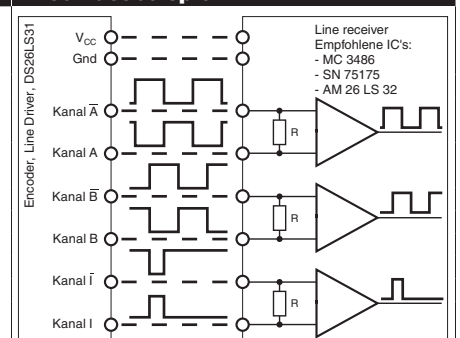 Encoder, Line Driver, DS26LS31
V_CC
Gnd
Kanal A̅
Kanal A
Kanal B̅
Kanal B
Kanal I̅
Kanal I
Line receiver
Empfohlene IC's:
- MC 3486
- SN 75175
- AM 26 LS 32
R
R
R